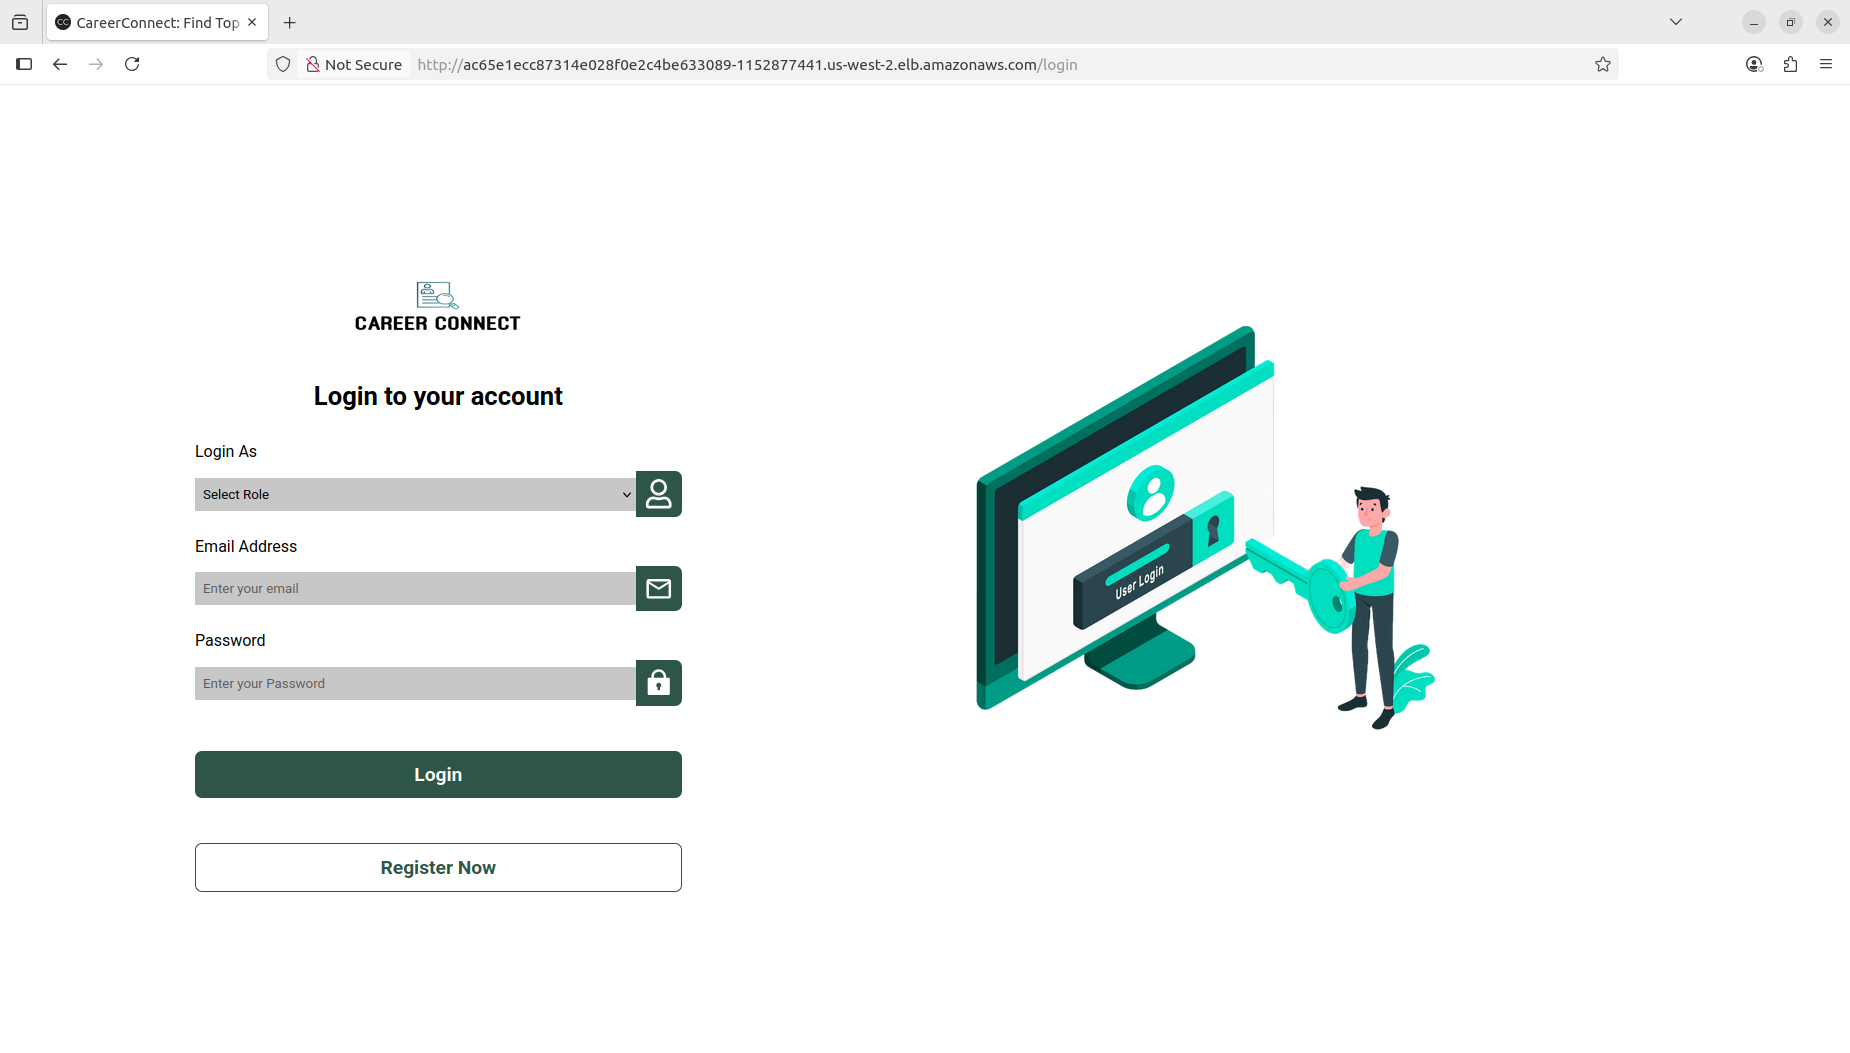 CareerConnect: Find Top
Not Secure
http://ac65e1ecc87314e028f0e2c4be633089-1152877441.us-west-2.elb.amazonaws.com/login
CAREER CONNECT
Login to your account
Login As
Select Role
Email Address
Enter your email
Password
Enter your Password
Login
Register Now
User Login